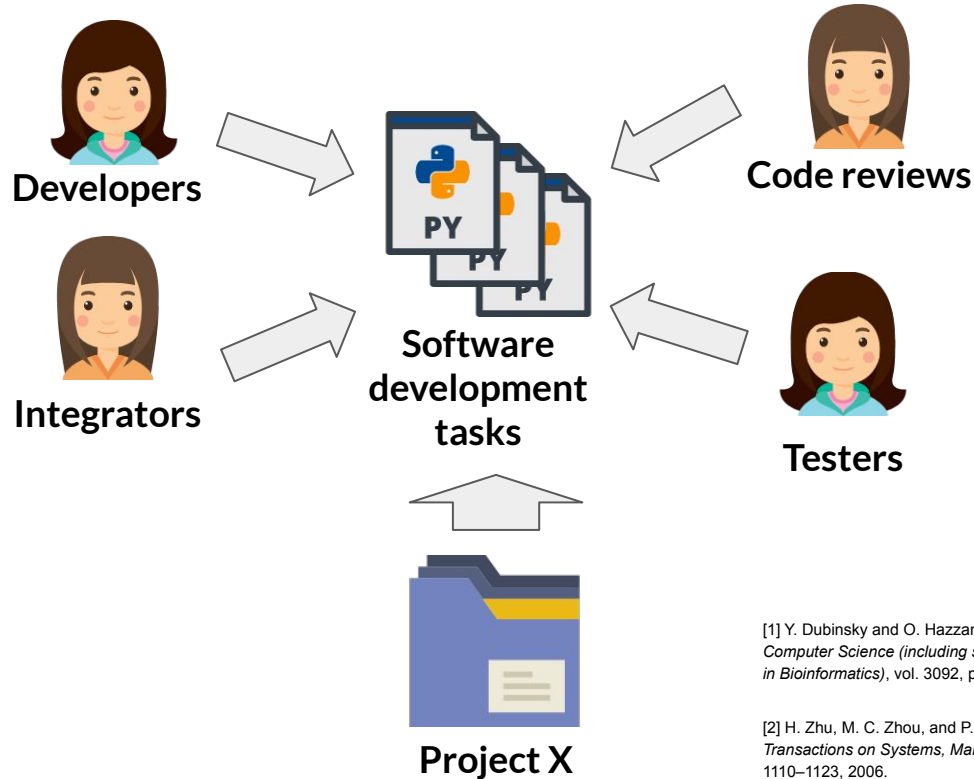 Developers
Code reviews
PY
PY
PY
Integrators
Software
development
tasks
Testers
Project X
[1] Y. Dubinsky and O. Hazzan
Computer Science (including s
in Bioinformatics), vol. 3092, p
[2] H. Zhu, M. C. Zhou, and P.
Transactions on Systems, Man
1110–1123, 2006.